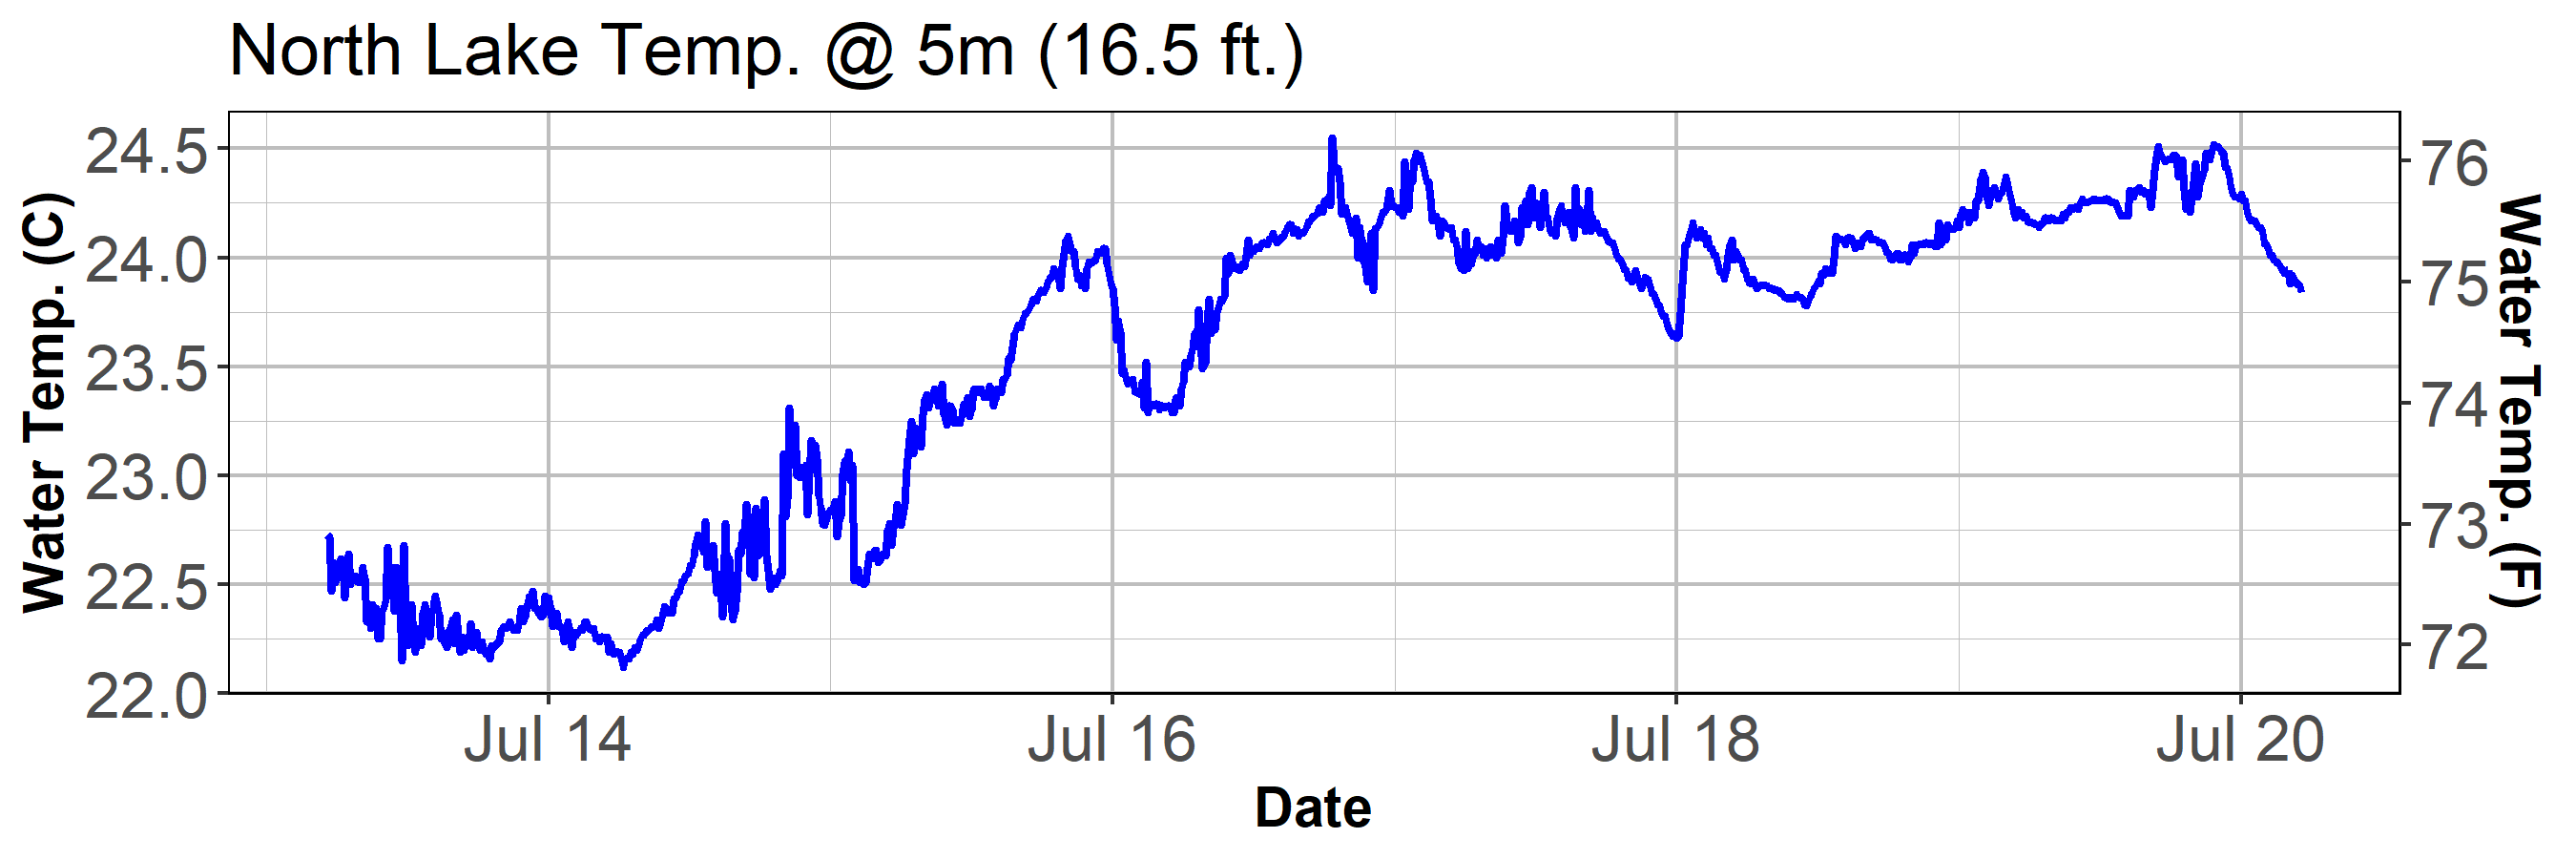 North Lake Temp. @ 5m (16.5 ft.)
Water Temp. (C)
24.5
24.0
23.5
23.0
22.5
22.0
76
75
74
73
72
Water Temp. (F)
Jul 14
Jul 16
Jul 18
Jul 20
Date